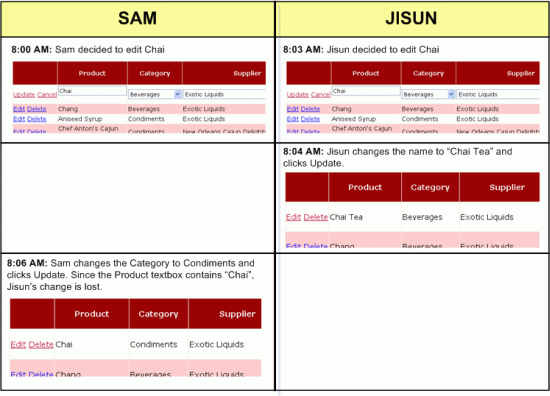 SAM
JISUN
8:00 AM: Sam decided to edit Chai
Product Category Supplier
Update Cancel Chai Beverages Exotic Liquids
Edit Delete Chang Beverages Exotic Liquids
Edit Delete Aniseed Syrup Condiments Exotic Liquids
Edit Delete Chef Anton's Cajun Condiments New Orleans Cajun Delights
8:03 AM: Jisun decided to edit Chai
Product Category Supplier
Update Cancel Chai Beverages Exotic Liquids
Edit Delete Chang Beverages Exotic Liquids
Edit Delete Aniseed Syrup Condiments Exotic Liquids
Edit Delete Chef Anton's Cajun Condiments New Orleans Cajun Delights
8:04 AM: Jisun changes the name to “Chai Tea” and
clicks Update.
Product Category Supplier
Edit Delete Chai Tea Beverages Exotic Liquids
Edit Delete Chang Beverages Exotic Liquids
8:06 AM: Sam changes the Category to Condiments and
clicks Update. Since the Product textbox contains “Chai”,
Jisun’s change is lost.
Product Category Supplier
Edit Delete Chai Condiments Exotic Liquids
Edit Delete Chang Beverages Exotic Liquids